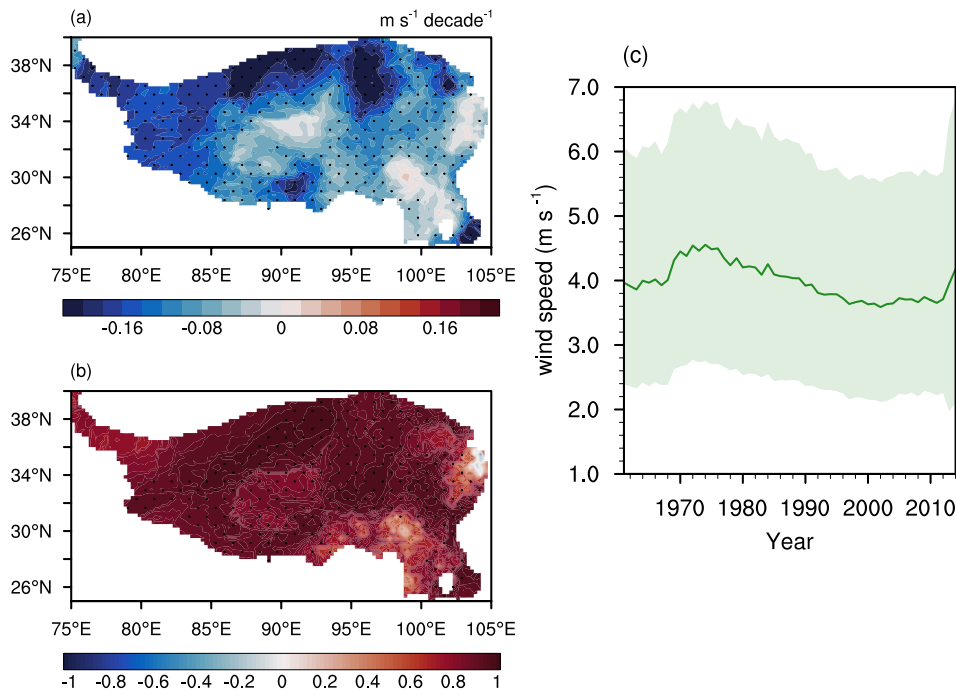 (a)
m s⁻¹ decade⁻¹
38°N
34°N
30°N
26°N
75°E 80°E 85°E 90°E 95°E 100°E 105°E
-0.16 -0.08 0 0.08 0.16
(b)
38°N
34°N
30°N
26°N
75°E 80°E 85°E 90°E 95°E 100°E 105°E
-1 -0.8 -0.6 -0.4 -0.2 0 0.2 0.4 0.6 0.8 1
(c)
wind speed (m s⁻¹)
7.0
6.0
5.0
4.0
3.0
2.0
1.0
1970 1980 1990 2000 2010
Year